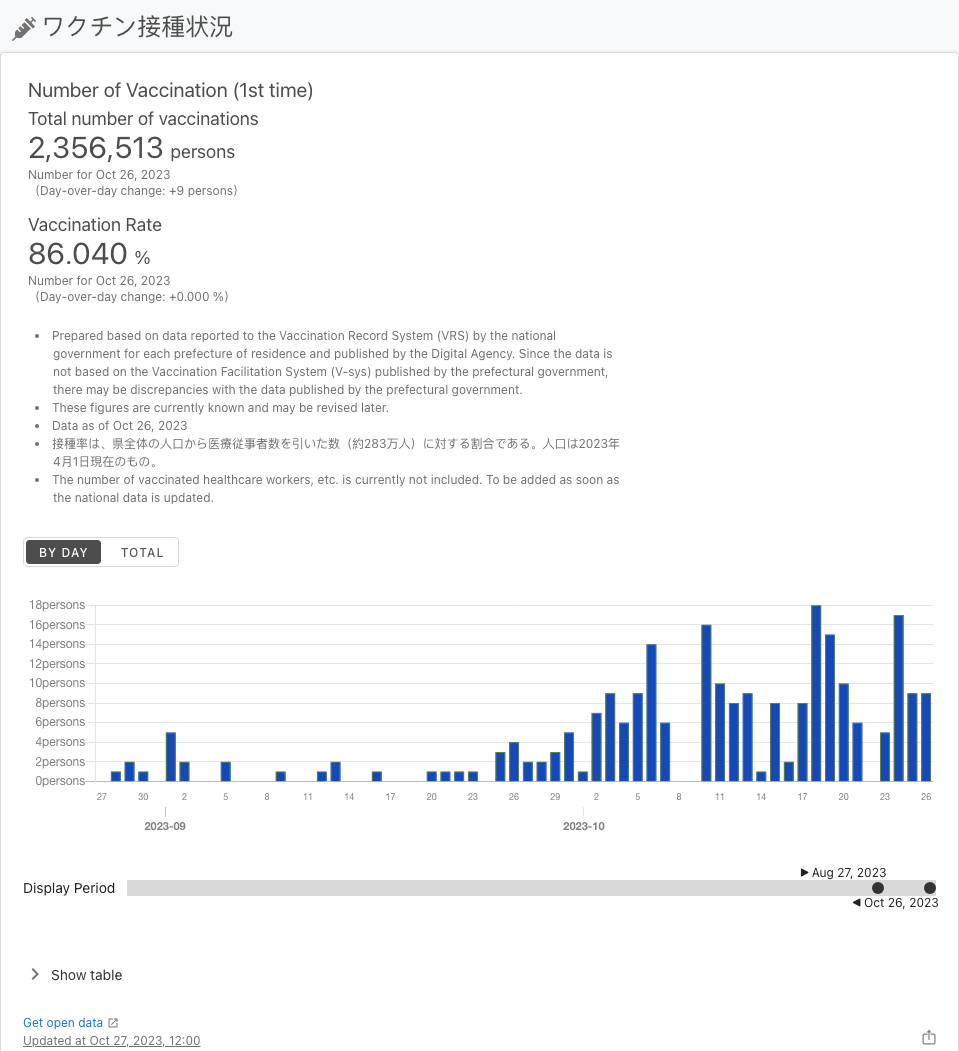 ワクチン接種状況
Number of Vaccination (1st time)
Total number of vaccinations
2,356,513 persons
Number for Oct 26, 2023
(Day-over-day change: +9 persons)
Vaccination Rate
86.040 %
Number for Oct 26, 2023
(Day-over-day change: +0.000 %)
• Prepared based on data reported to the Vaccination Record System (VRS) by the national
government for each prefecture of residence and published by the Digital Agency. Since the data is
not based on the Vaccination Facilitation System (V-sys) published by the prefectural government,
there may be discrepancies with the data published by the prefectural government.
• These figures are currently known and may be revised later.
• Data as of Oct 26, 2023
• 接種率は、県全体の人口から医療従事者数を引いた数（約283万人）に対する割合である。人口は2023年
4月1日現在のもの。
• The number of vaccinated healthcare workers, etc. is currently not included. To be added as soon as
the national data is updated.
BY DAY TOTAL
18persons
16persons
14persons
12persons
10persons
8persons
6persons
4persons
2persons
0persons
27 30 2 5 8 11 14 17 20 23 26 29 2 5 8 11 14 17 20 23 26
2023-09 2023-10
Aug 27, 2023
Display Period
Oct 26, 2023
Show table
Get open data
Updated at Oct 27, 2023, 12:00